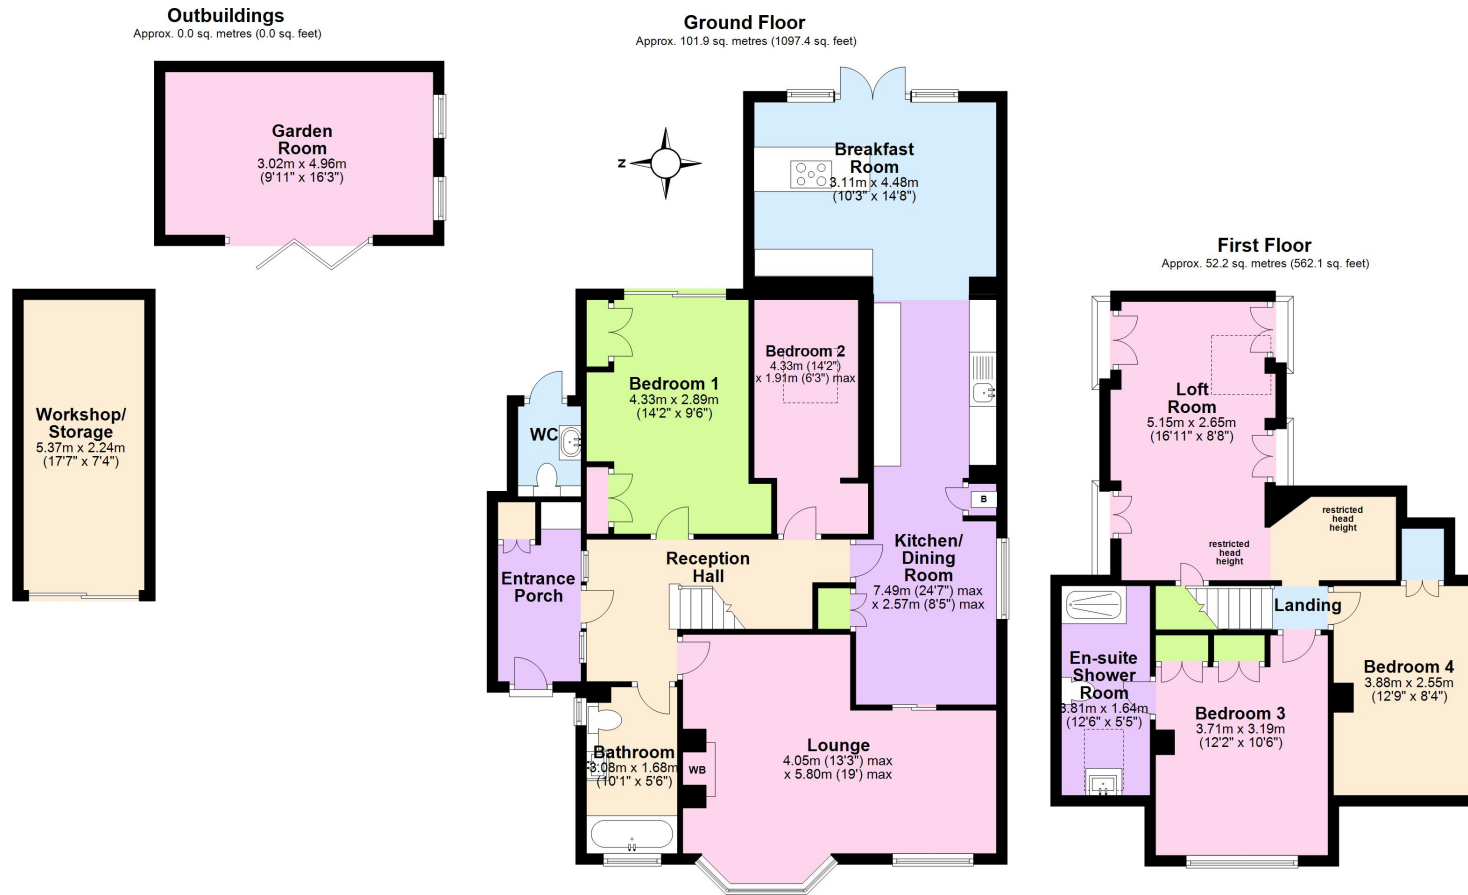 Outbuildings
Approx. 0.0 sq. metres (0.0 sq. feet)
Garden
Room
3.02m x 4.96m
(9'11" x 16'3")
Workshop/
Storage
5.37m x 2.24m
(17'7" x 7'4")
Ground Floor
Approx. 101.9 sq. metres (1097.4 sq. feet)
Z
Breakfast
Room
3.11m x 4.48m
(10'3" x 14'8")
Bedroom 1
4.33m x 2.89m
(14'2" x 9'6")
Bedroom 2
4.33m (14'2")
x 1.91m (6'3") max
WC
B
Entrance
Porch
Reception
Hall
Kitchen/
Dining
Room
7.49m (24'7") max
x 2.57m (8'5") max
Bathroom
3.08m x 1.68m
(10'1" x 5'6")
WB
Lounge
4.05m (13'3") max
x 5.80m (19') max
First Floor
Approx. 52.2 sq. metres (562.1 sq. feet)
Loft
Room
5.15m x 2.65m
(16'11" x 8'8")
restricted
head
height
restricted
head
height
Landing
En-suite
Shower
Room
3.81m x 1.64m
(12'6" x 5'5")
Bedroom 3
3.71m x 3.19m
(12'2" x 10'6")
Bedroom 4
3.88m x 2.55m
(12'9" x 8'4")